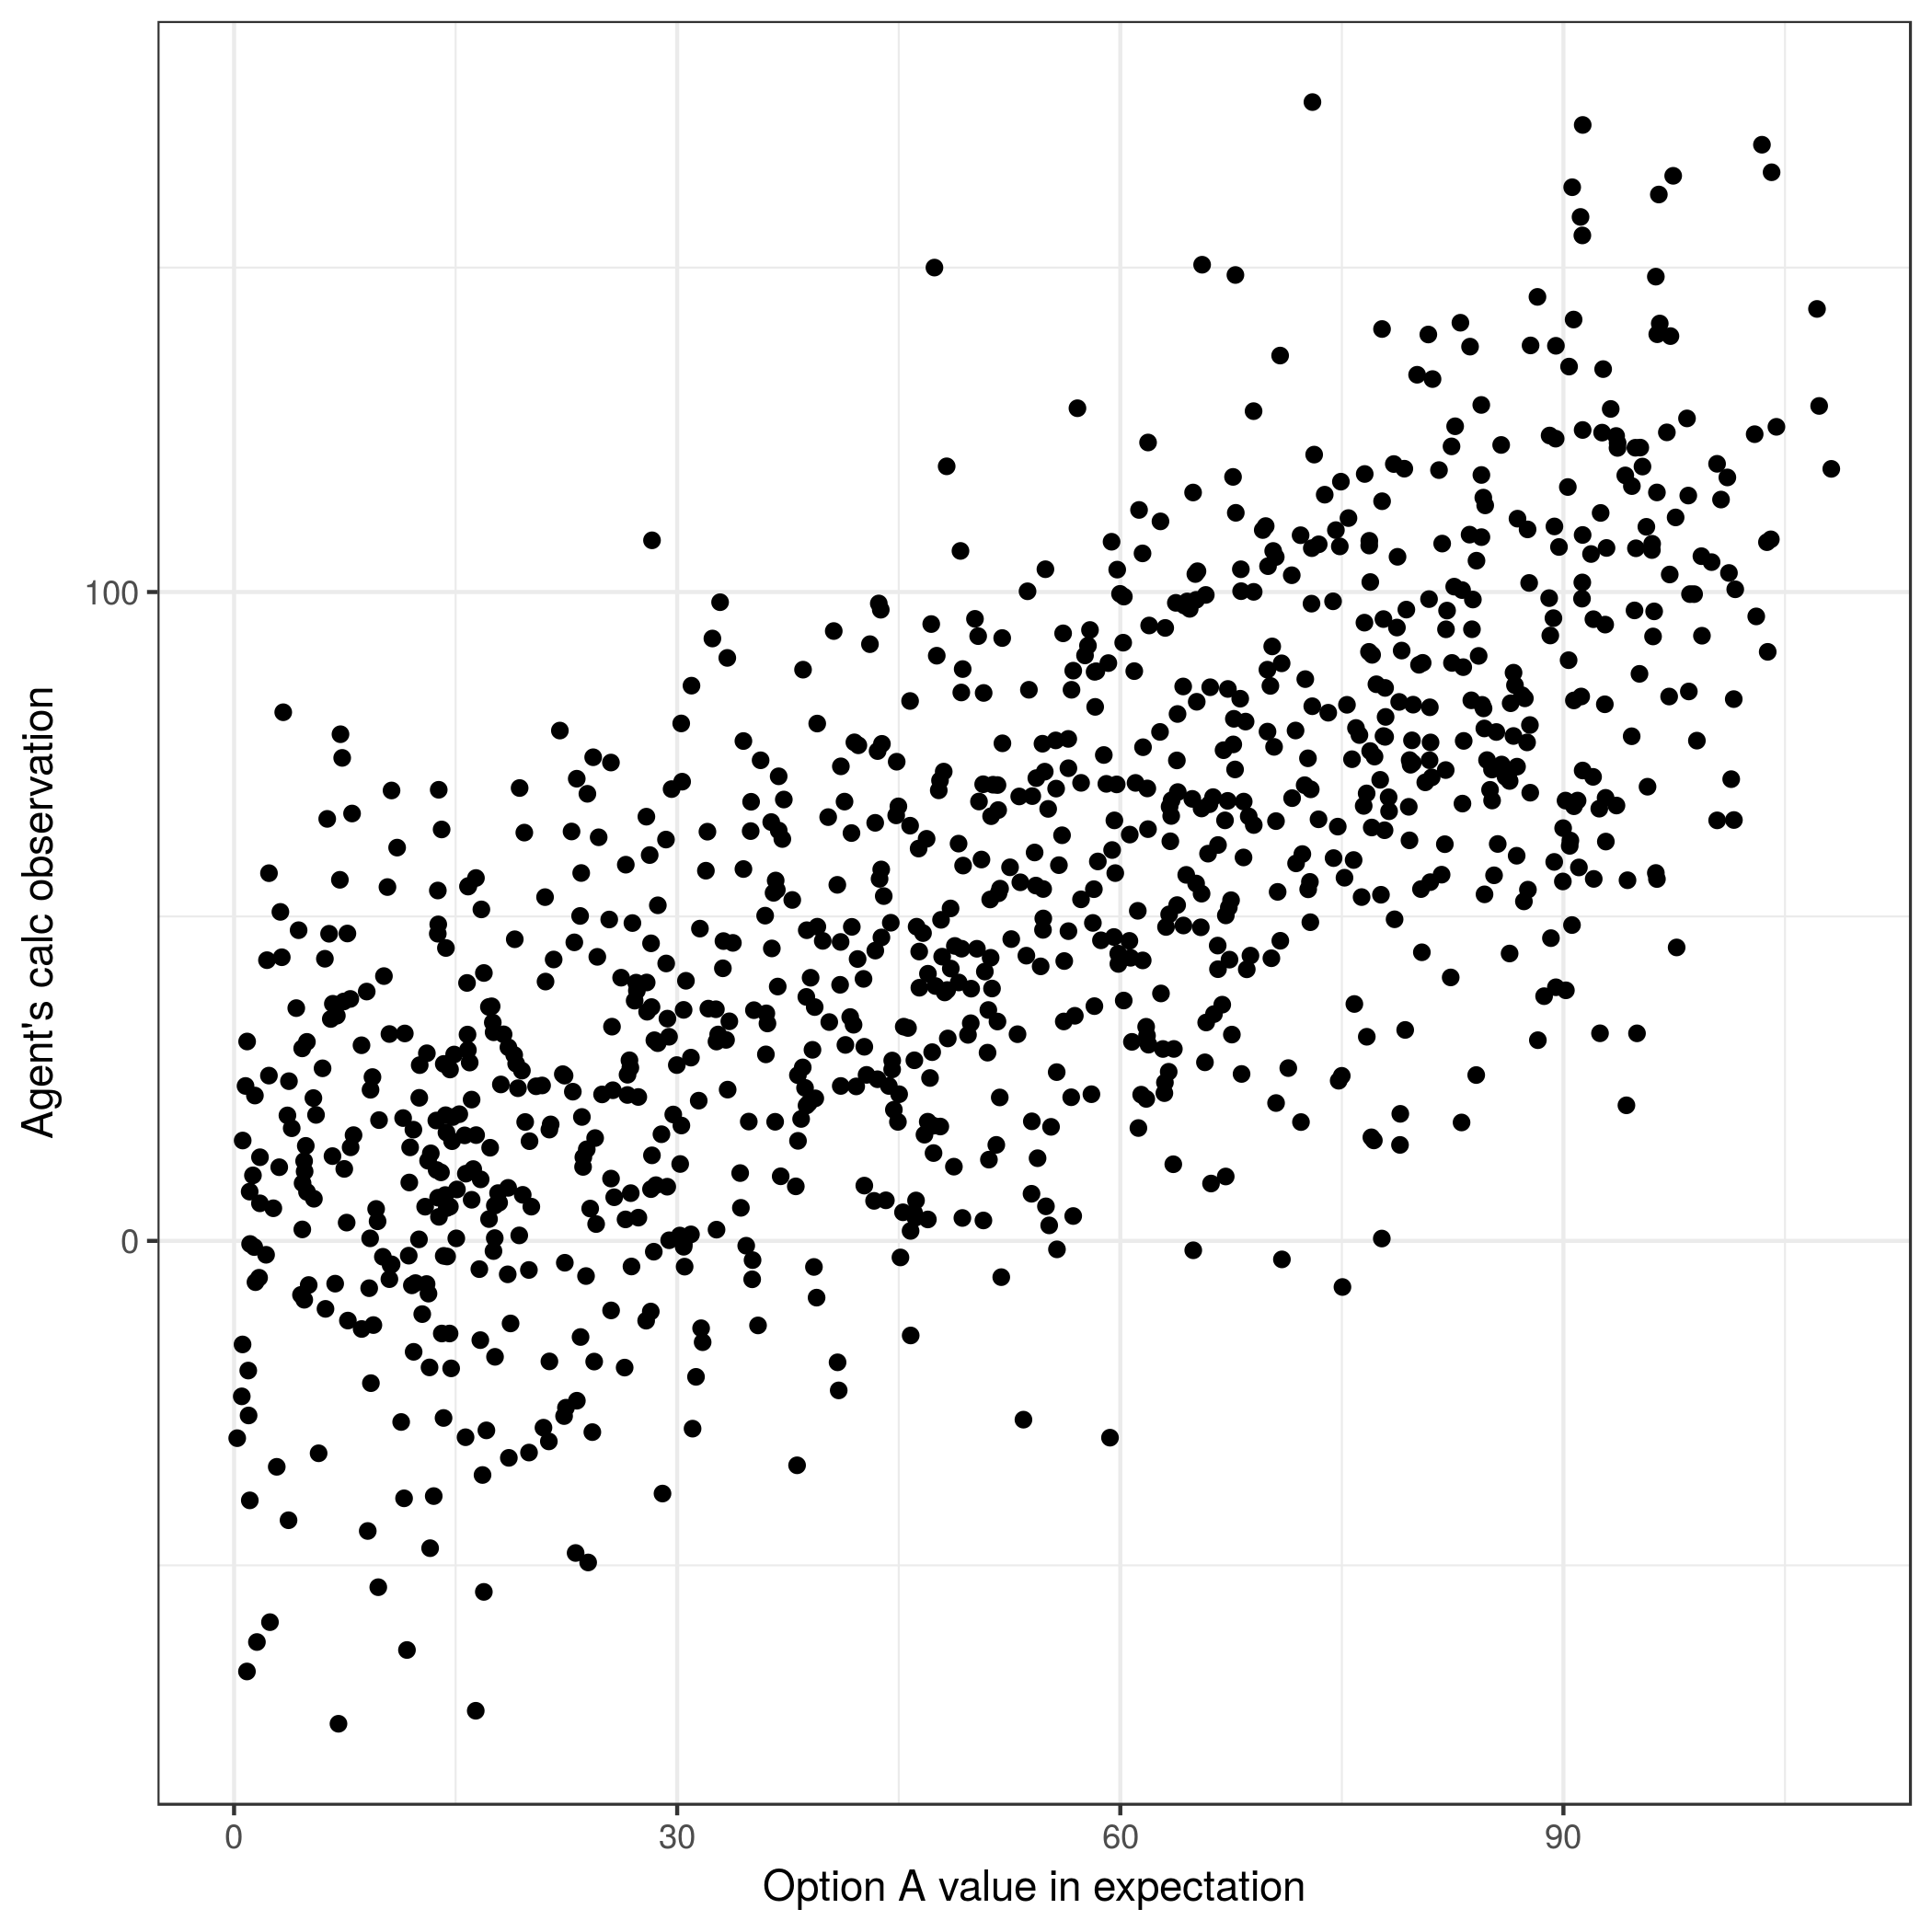 Agent's calc observation
100
0
0 30 60 90
Option A value in expectation